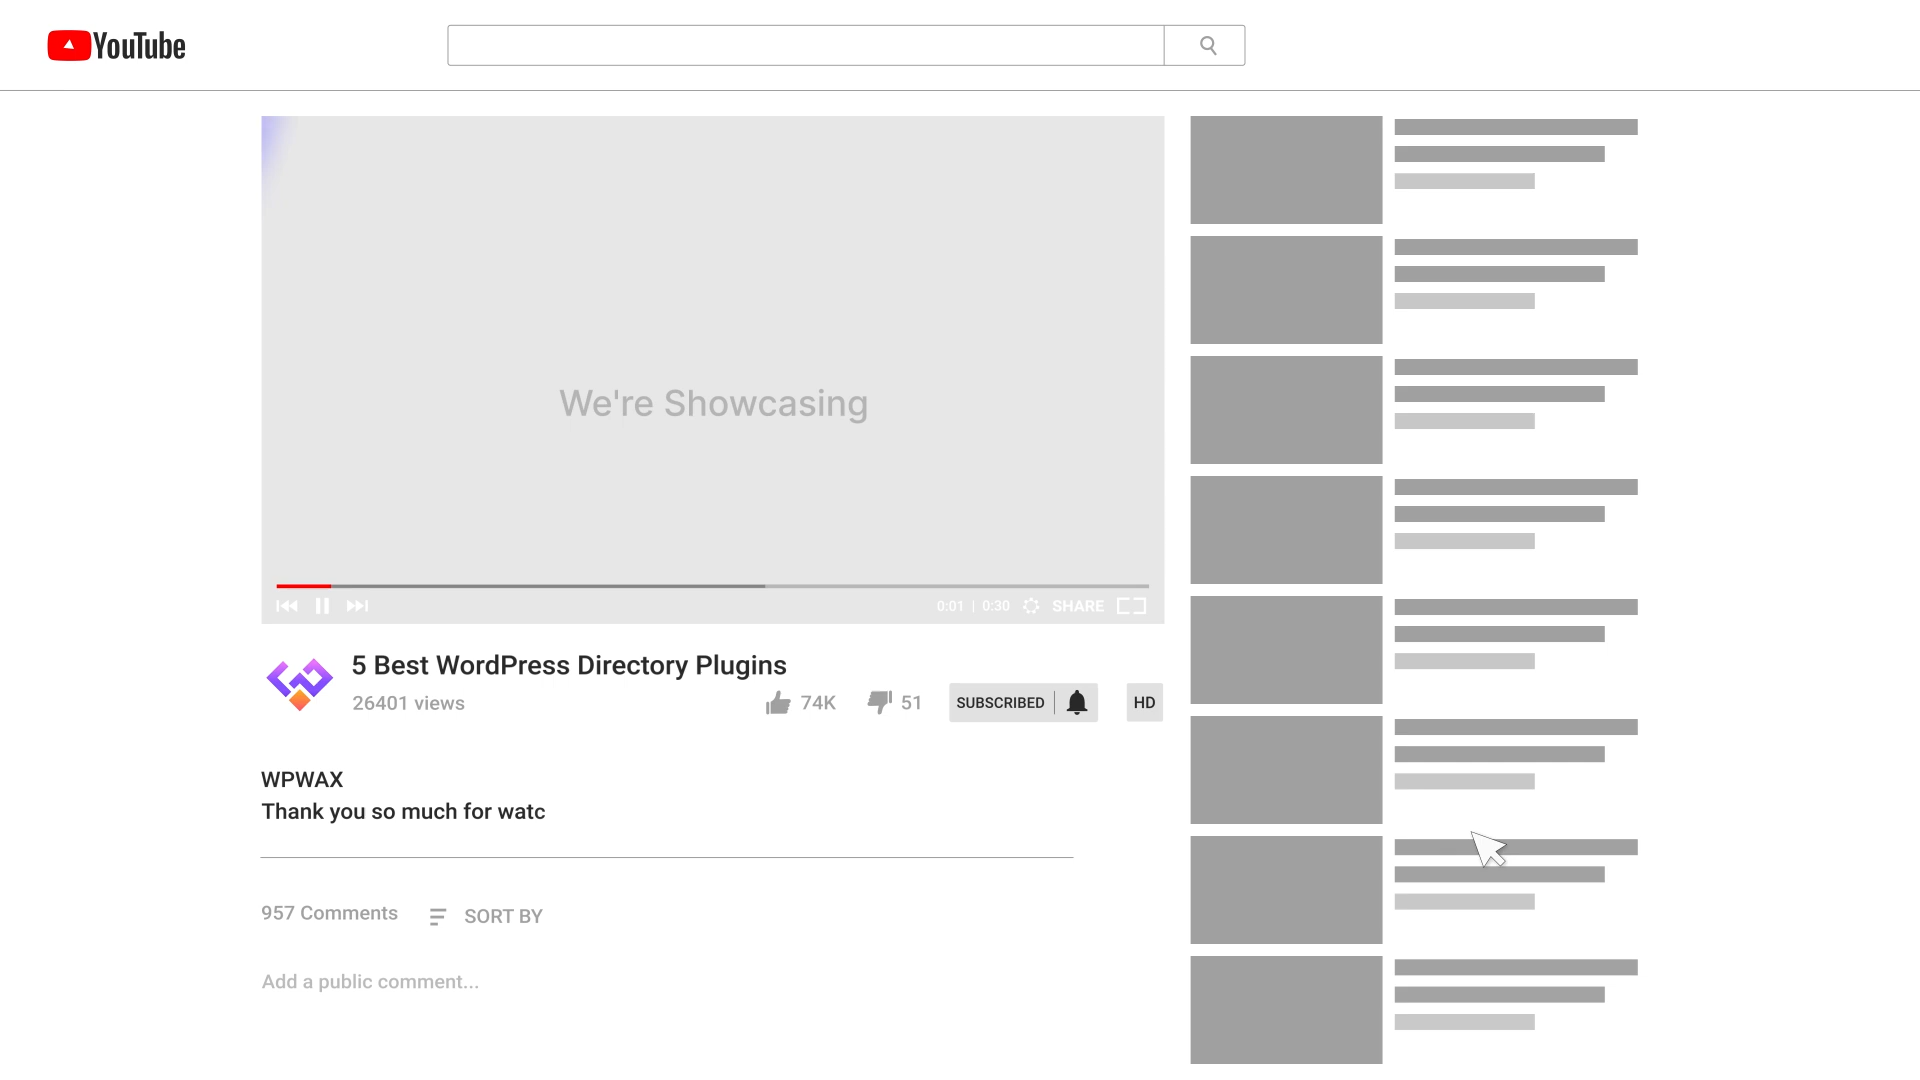 YouTube
We're Showcasing
0:01 | 0:30 SHARE
5 Best WordPress Directory Plugins
26401 views
74K
51
SUBSCRIBED
HD
WPWAX
Thank you so much for watc
957 Comments
SORT BY
Add a public comment...